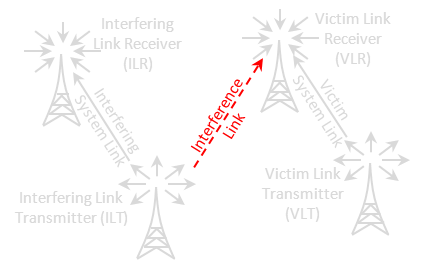 Interfering
Link Receiver
(ILR)
Victim Link
Receiver
(VLR)
Interfering
System Link
Interference
Link
Victim
System Link
Interfering Link
Transmitter (ILT)
Victim Link
Transmitter
(VLT)